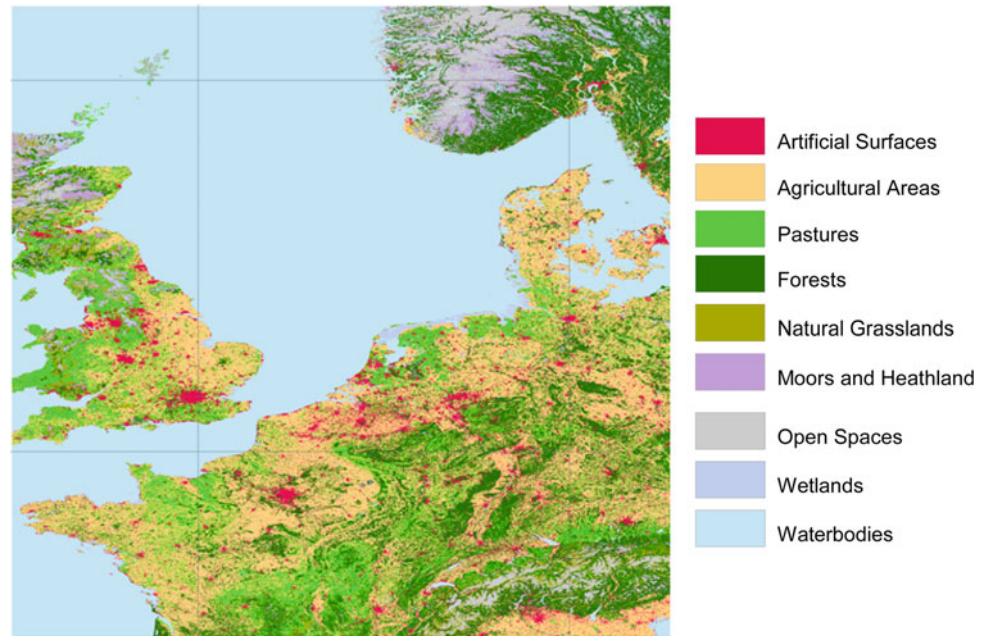 Artificial Surfaces
Agricultural Areas
Pastures
Forests
Natural Grasslands
Moors and Heathland
Open Spaces
Wetlands
Waterbodies